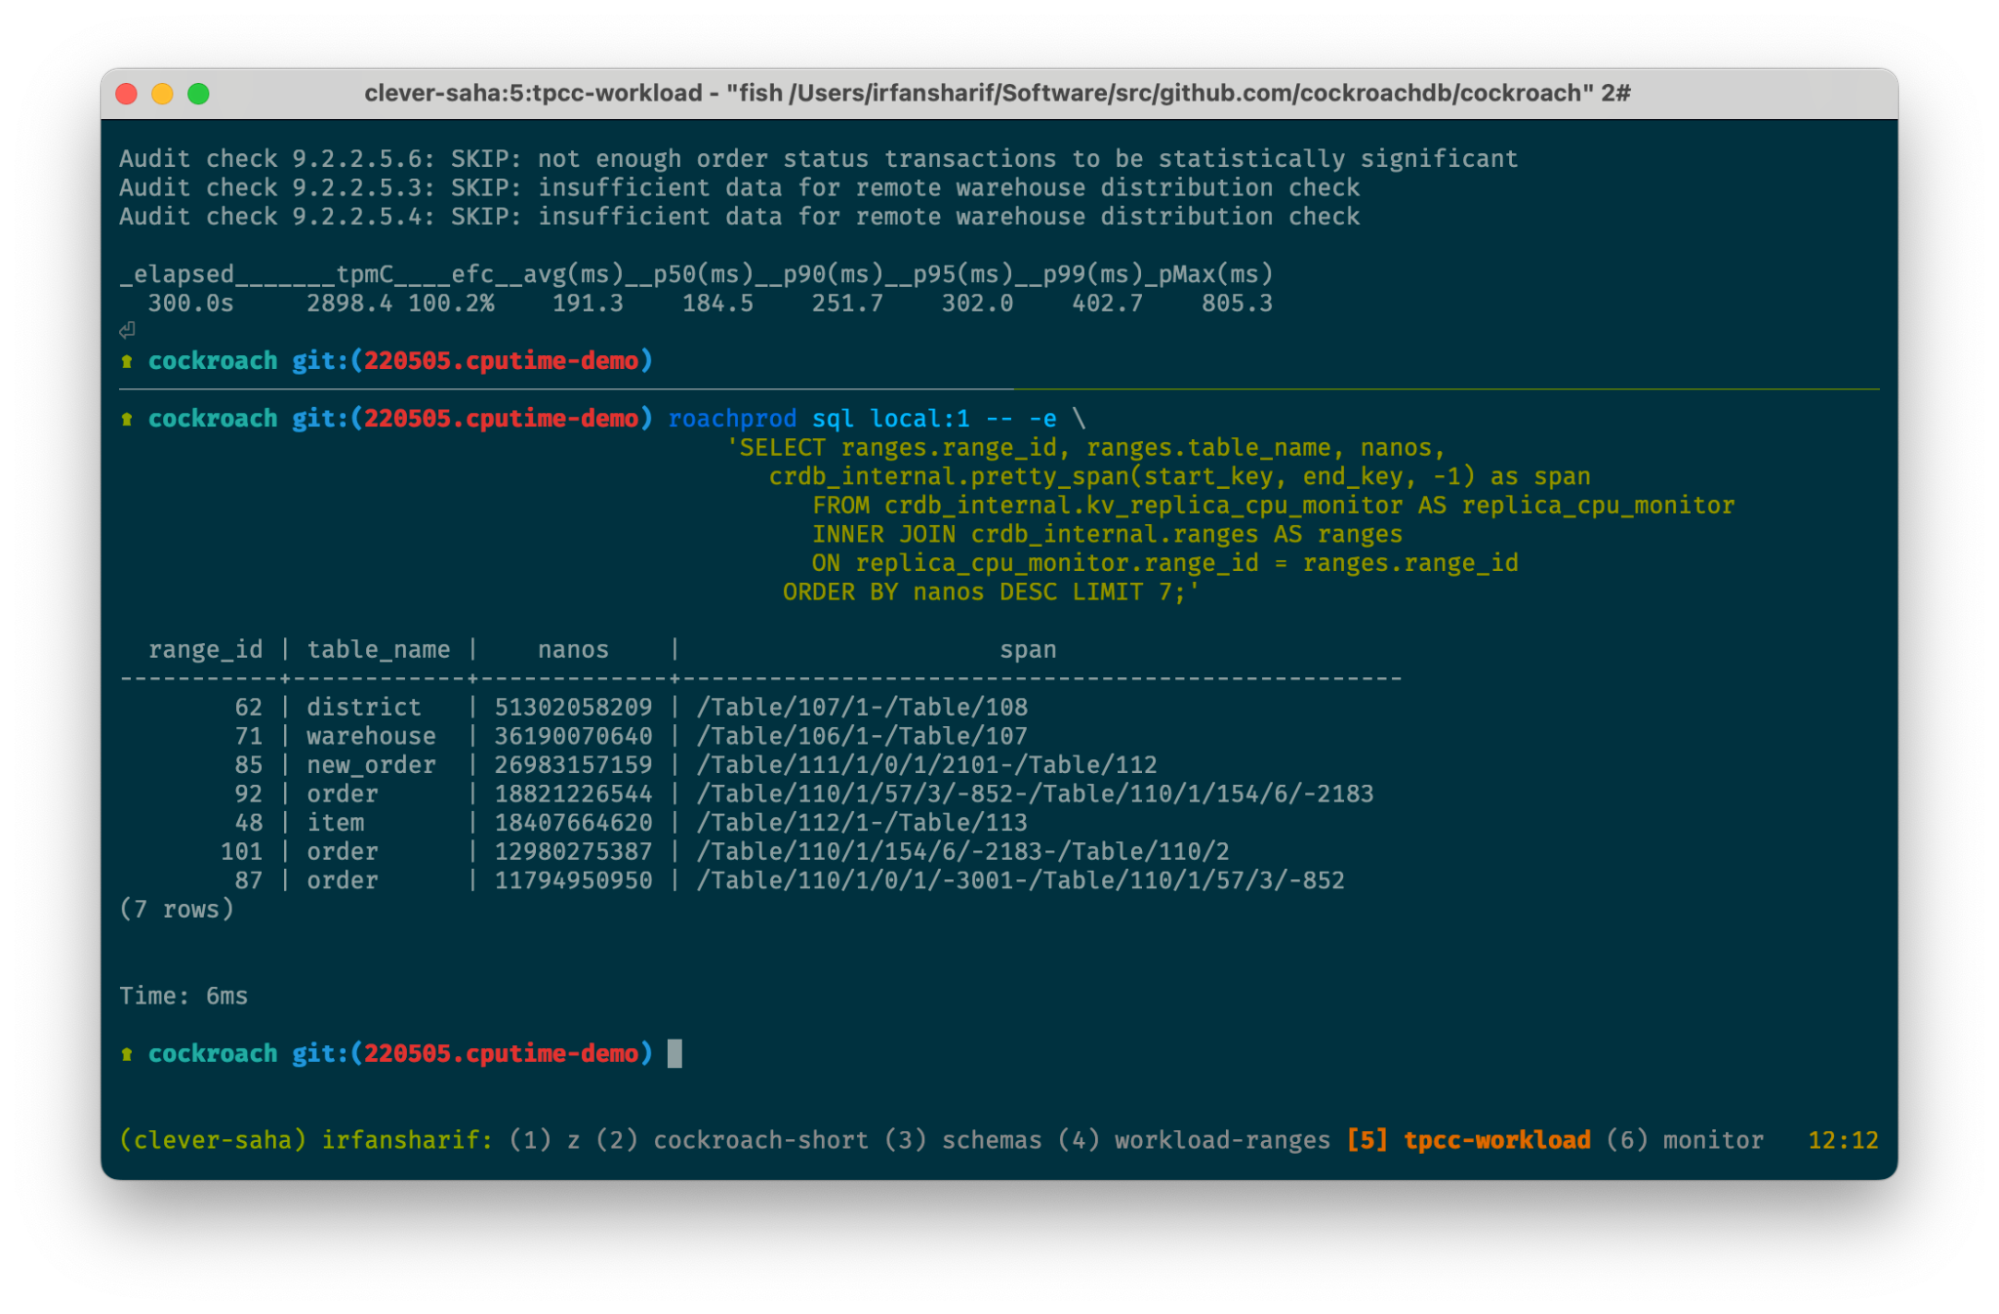 clever-saha:5:tpcc-workload - "fish /Users/irfansharif/Software/src/github.com/cockroachdb/cockroach" 2#
Audit check 9.2.2.5.6: SKIP: not enough order status transactions to be statistically significant
Audit check 9.2.2.5.3: SKIP: insufficient data for remote warehouse distribution check
Audit check 9.2.2.5.4: SKIP: insufficient data for remote warehouse distribution check
_elapsed_______tpmC____efc__avg(ms)__p50(ms)__p90(ms)__p95(ms)__p99(ms)_pMax(ms)
  300.0s     2898.4 100.2%    191.3    184.5    251.7    302.0    402.7    805.3
⏎
cockroach git:(220505.cputime-demo)
cockroach git:(220505.cputime-demo) roachprod sql local:1 -- -e \
'SELECT ranges.range_id, ranges.table_name, nanos,
crdb_internal.pretty_span(start_key, end_key, -1) as span
FROM crdb_internal.kv_replica_cpu_monitor AS replica_cpu_monitor
INNER JOIN crdb_internal.ranges AS ranges
ON replica_cpu_monitor.range_id = ranges.range_id
ORDER BY nanos DESC LIMIT 7;'
  range_id | table_name |    nanos    |                      span
-----------+------------+-------------+--------------------------------------------------
        62 | district   | 51302058209 | /Table/107/1-/Table/108
        71 | warehouse  | 36190070640 | /Table/106/1-/Table/107
        85 | new_order  | 26983157159 | /Table/111/1/0/1/2101-/Table/112
        92 | order      | 18821226544 | /Table/110/1/57/3/-852-/Table/110/1/154/6/-2183
        48 | item       | 18407664620 | /Table/112/1-/Table/113
       101 | order      | 12980275387 | /Table/110/1/154/6/-2183-/Table/110/2
        87 | order      | 11794950950 | /Table/110/1/0/1/-3001-/Table/110/1/57/3/-852
(7 rows)
Time: 6ms
cockroach git:(220505.cputime-demo)
(clever-saha) irfansharif: (1) z (2) cockroach-short (3) schemas (4) workload-ranges [5] tpcc-workload (6) monitor 12:12